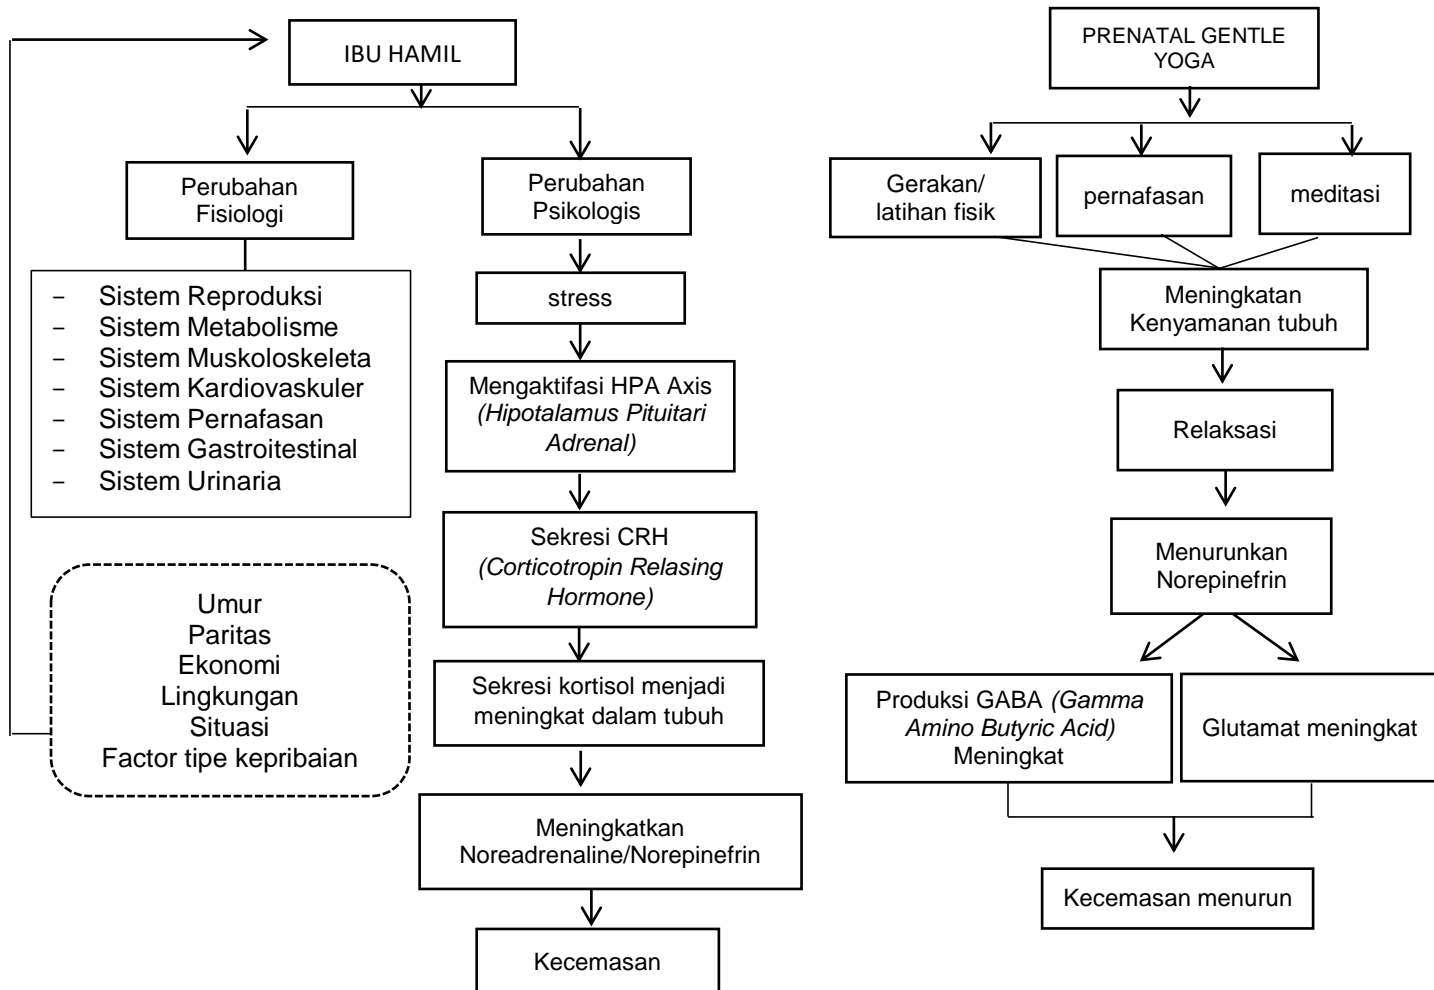 IBU HAMIL
Perubahan
Fisiologi
Perubahan
Psikologis
- Sistem Reproduksi
- Sistem Metabolisme
- Sistem Muskoloskeleta
- Sistem Kardiovaskuler
- Sistem Pernafasan
- Sistem Gastroitestinal
- Sistem Urinaria
stress
Mengaktifasi HPA Axis
(Hipotalamus Pituitari
Adrenal)
Sekresi CRH
(Corticotropin Relasing
Hormone)
Umur
Paritas
Ekonomi
Lingkungan
Situasi
Factor tipe kepribaian
Sekresi kortisol menjadi
meningkat dalam tubuh
Meningkatkan
Noreadrenaline/Norepinefrin
Kecemasan
PRENATAL GENTLE
YOGA
Gerakan/
latihan fisik
pernafasan
meditasi
Meningkatan
Kenyamanan tubuh
Relaksasi
Menurunkan
Norepinefrin
Produksi GABA (Gamma
Amino Butyric Acid)
Meningkat
Glutamat meningkat
Kecemasan menurun